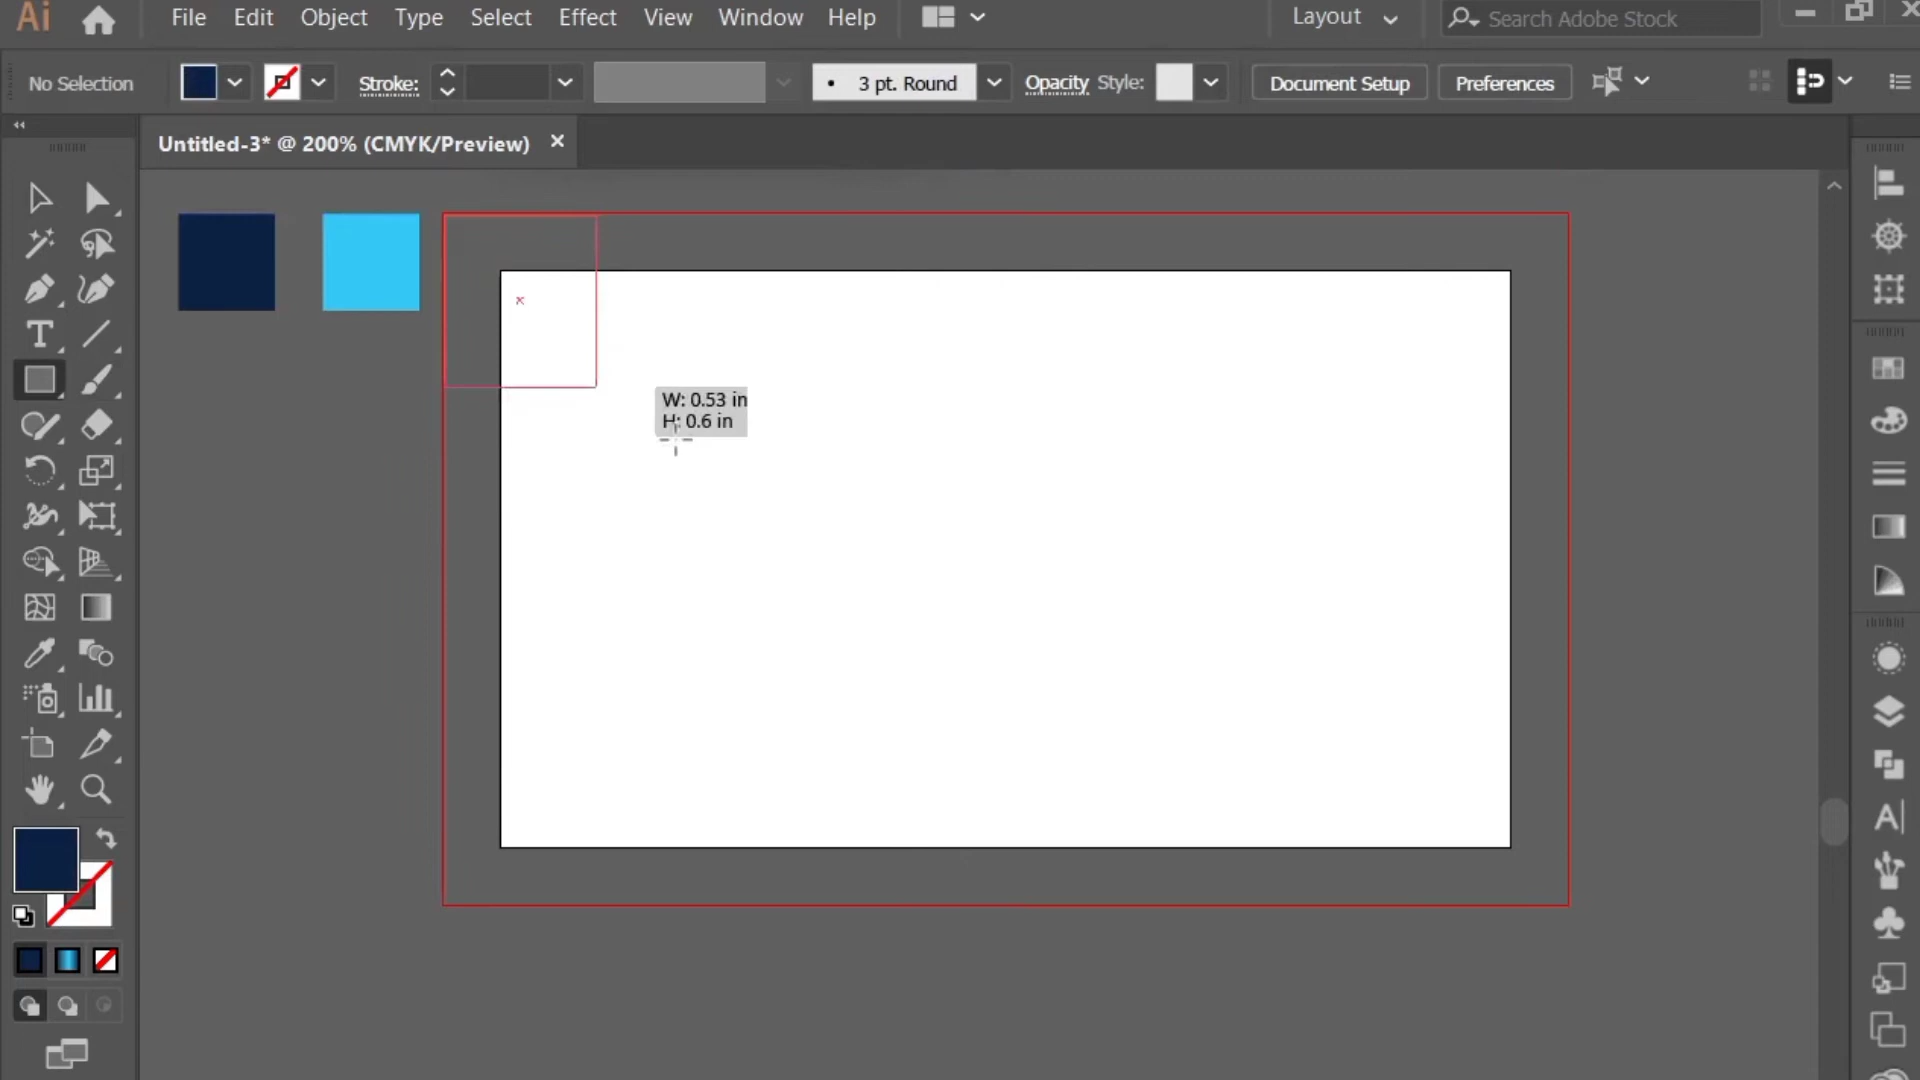 Ai File Edit Object Type Select Effect View Window Help Layout Search Adobe Stock
No Selection Stroke: 3 pt. Round Opacity Style: Document Setup Preferences
Untitled-3* @ 200% (CMYK/Preview)
W: 0.53 in
H: 0.6 in